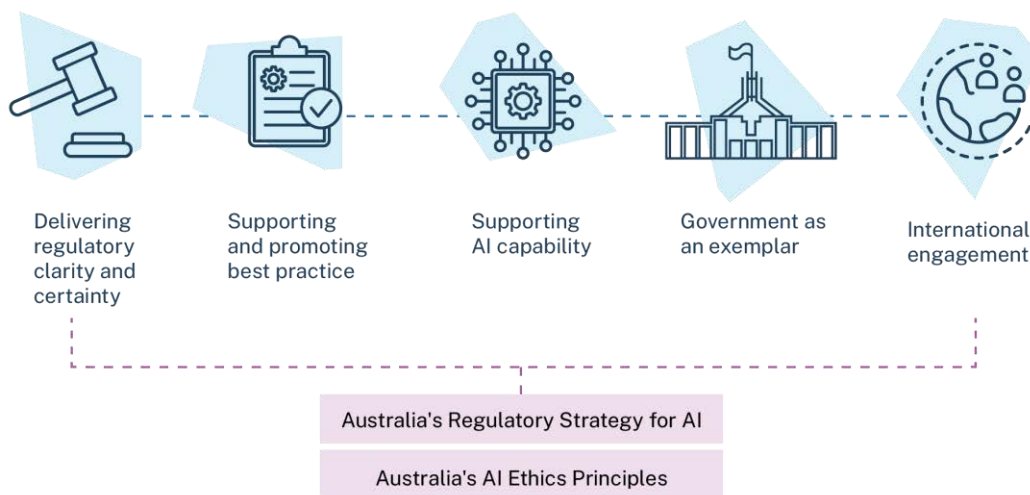 Delivering
regulatory
clarity and
certainty
Supporting
and promoting
best practice
Supporting
AI capability
Government as
an exemplar
International
engagement
Australia's Regulatory Strategy for AI
Australia's AI Ethics Principles